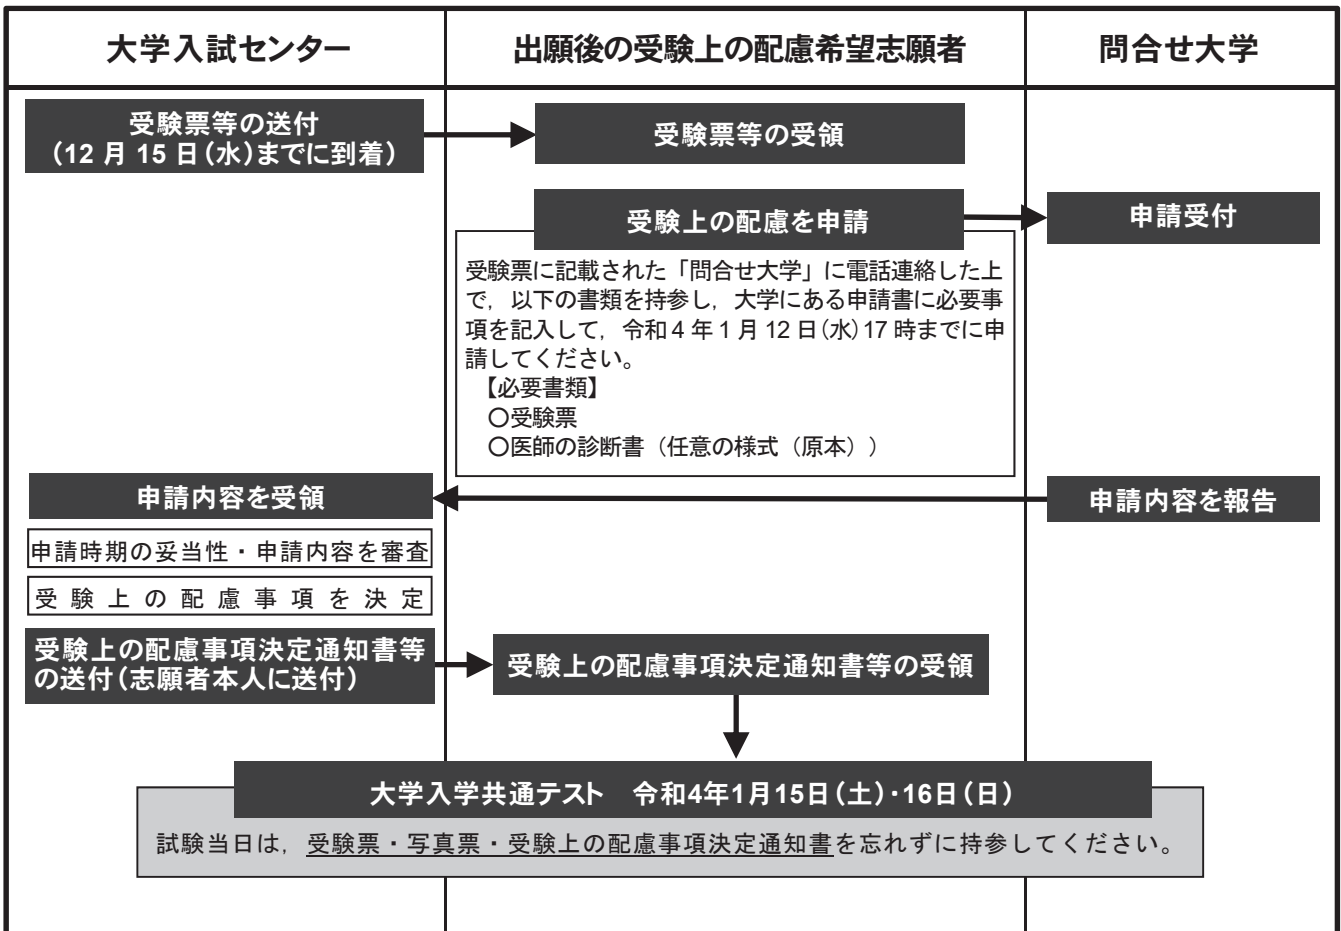 大学入試センター
出願後の受験上の配慮希望志願者
問合せ大学
受験票等の送付
(12月15日(水)までに到着)
受験票等の受領
受験上の配慮を申請
申請受付
受験票に記載された「問合せ大学」に電話連絡した上
で，以下の書類を持参し，大学にある申請書に必要事
項を記入して，令和4年1月12日(水)17時までに申
請してください。
【必要書類】
○受験票
○医師の診断書（任意の様式（原本））
申請内容を受領
申請内容を報告
申請時期の妥当性・申請内容を審査
受験上の配慮事項を決定
受験上の配慮事項決定通知書等
の送付(志願者本人に送付)
受験上の配慮事項決定通知書等の受領
大学入学共通テスト　令和4年1月15日(土)・16日(日)
試験当日は，受験票・写真票・受験上の配慮事項決定通知書を忘れずに持参してください。